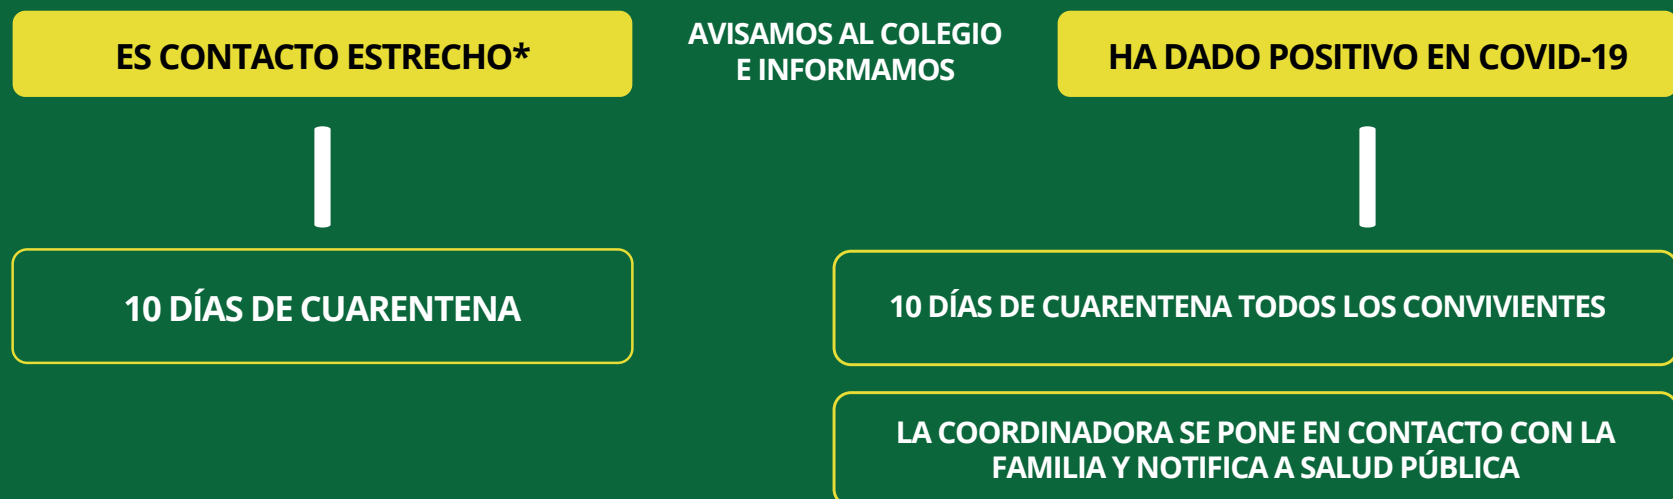 ES CONTACTO ESTRECHO*
AVISAMOS AL COLEGIO
E INFORMAMOS
HA DADO POSITIVO EN COVID-19
10 DÍAS DE CUARENTENA
10 DÍAS DE CUARENTENA TODOS LOS CONVIVIENTES
LA COORDINADORA SE PONE EN CONTACTO CON LA
FAMILIA Y NOTIFICA A SALUD PÚBLICA